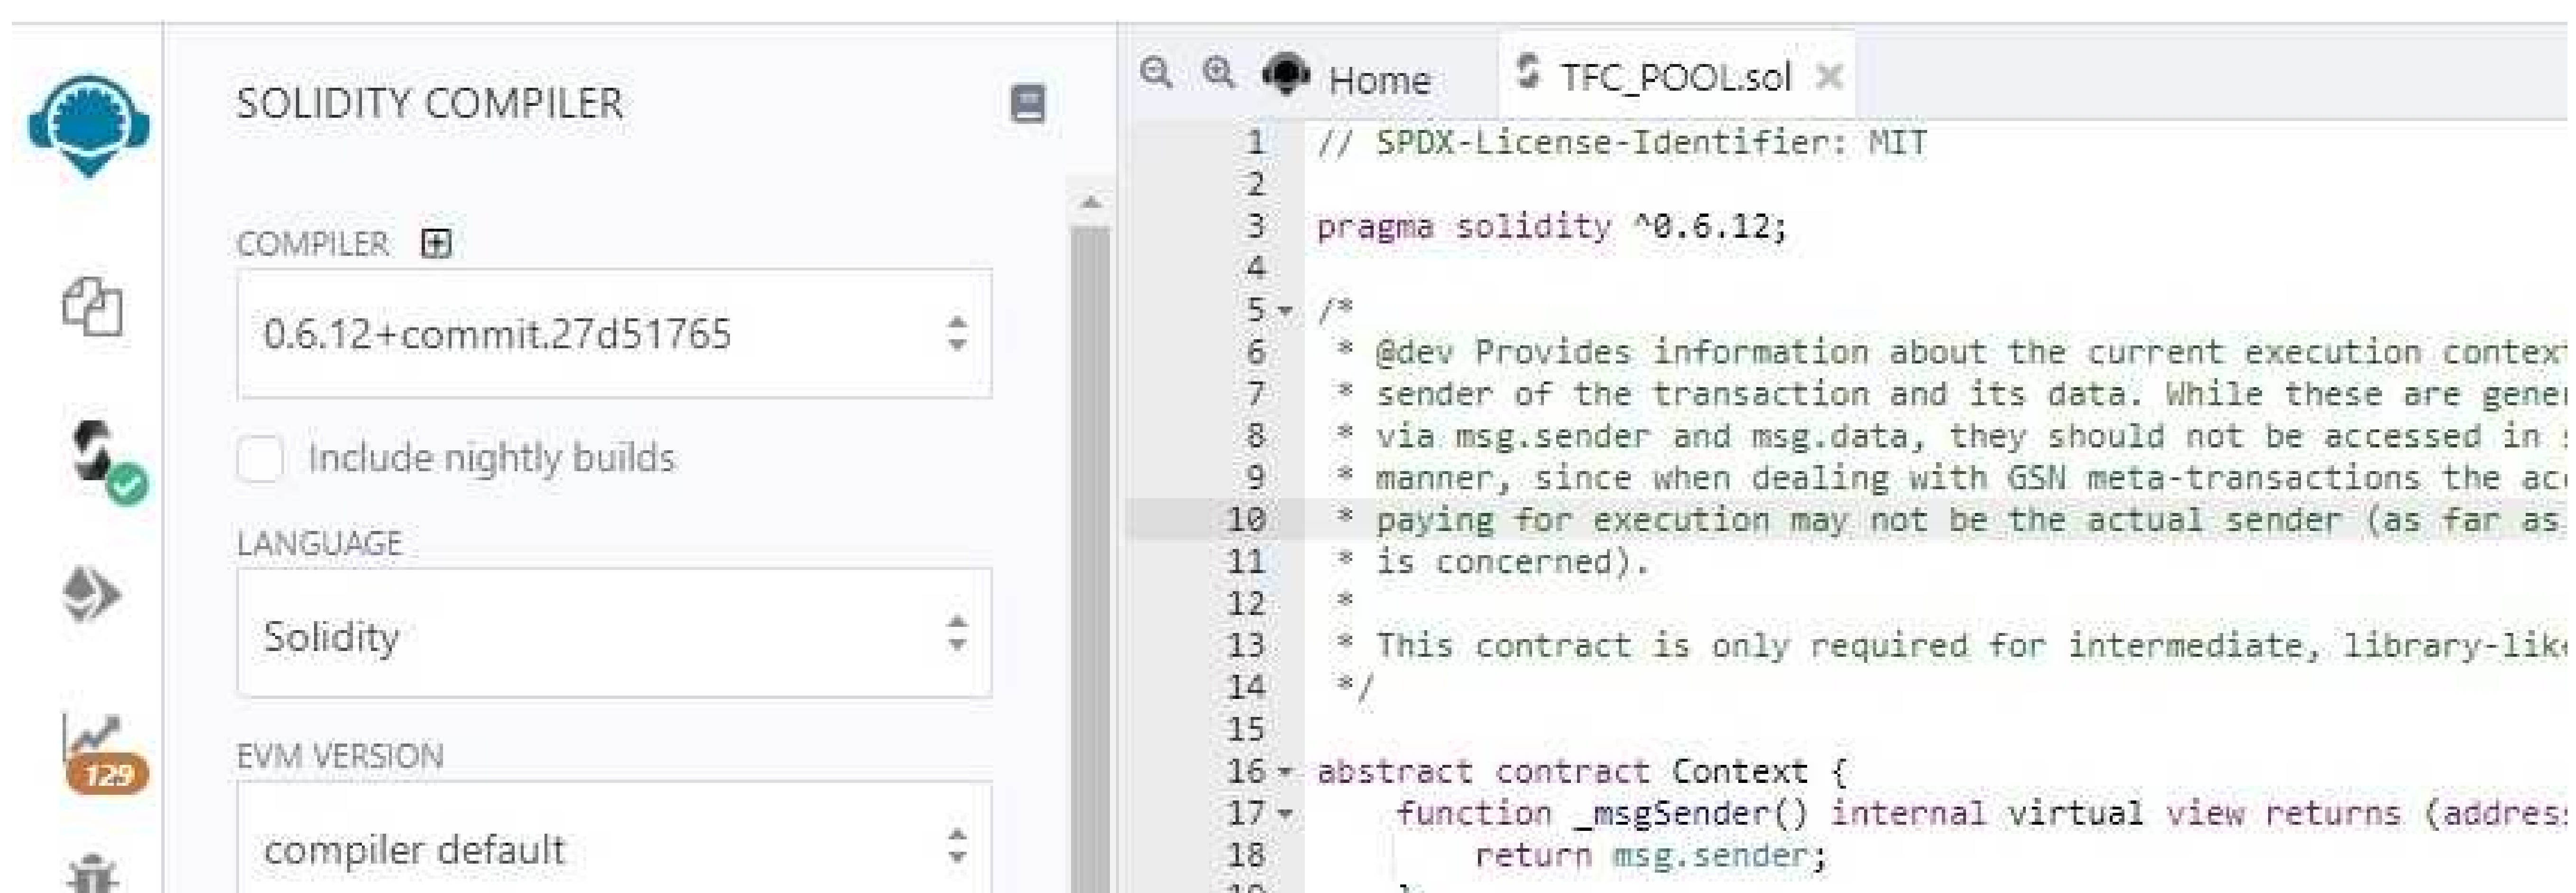 SOLIDITY COMPILER
COMPILER
0.6.12+commit.27d51765
Include nightly builds
LANGUAGE
Solidity
EVM VERSION
compiler default
129
Home
TFC_POOL.sol
1 // SPDX-License-Identifier: MIT
2
3 pragma solidity ^0.6.12;
4
5 /*
6 * @dev Provides information about the current execution context
7 * sender of the transaction and its data. While these are gene
8 * via msg.sender and msg.data, they should not be accessed in
9 * manner, since when dealing with GSN meta-transactions the
10 * paying for execution may not be the actual sender (as far as
11 * is concerned).
12 *
13 * This contract is only required for intermediate, library-lik
14 */
15
16 abstract contract Context {
17 function _msgSender() internal virtual view returns (addres
18 return msg.sender;